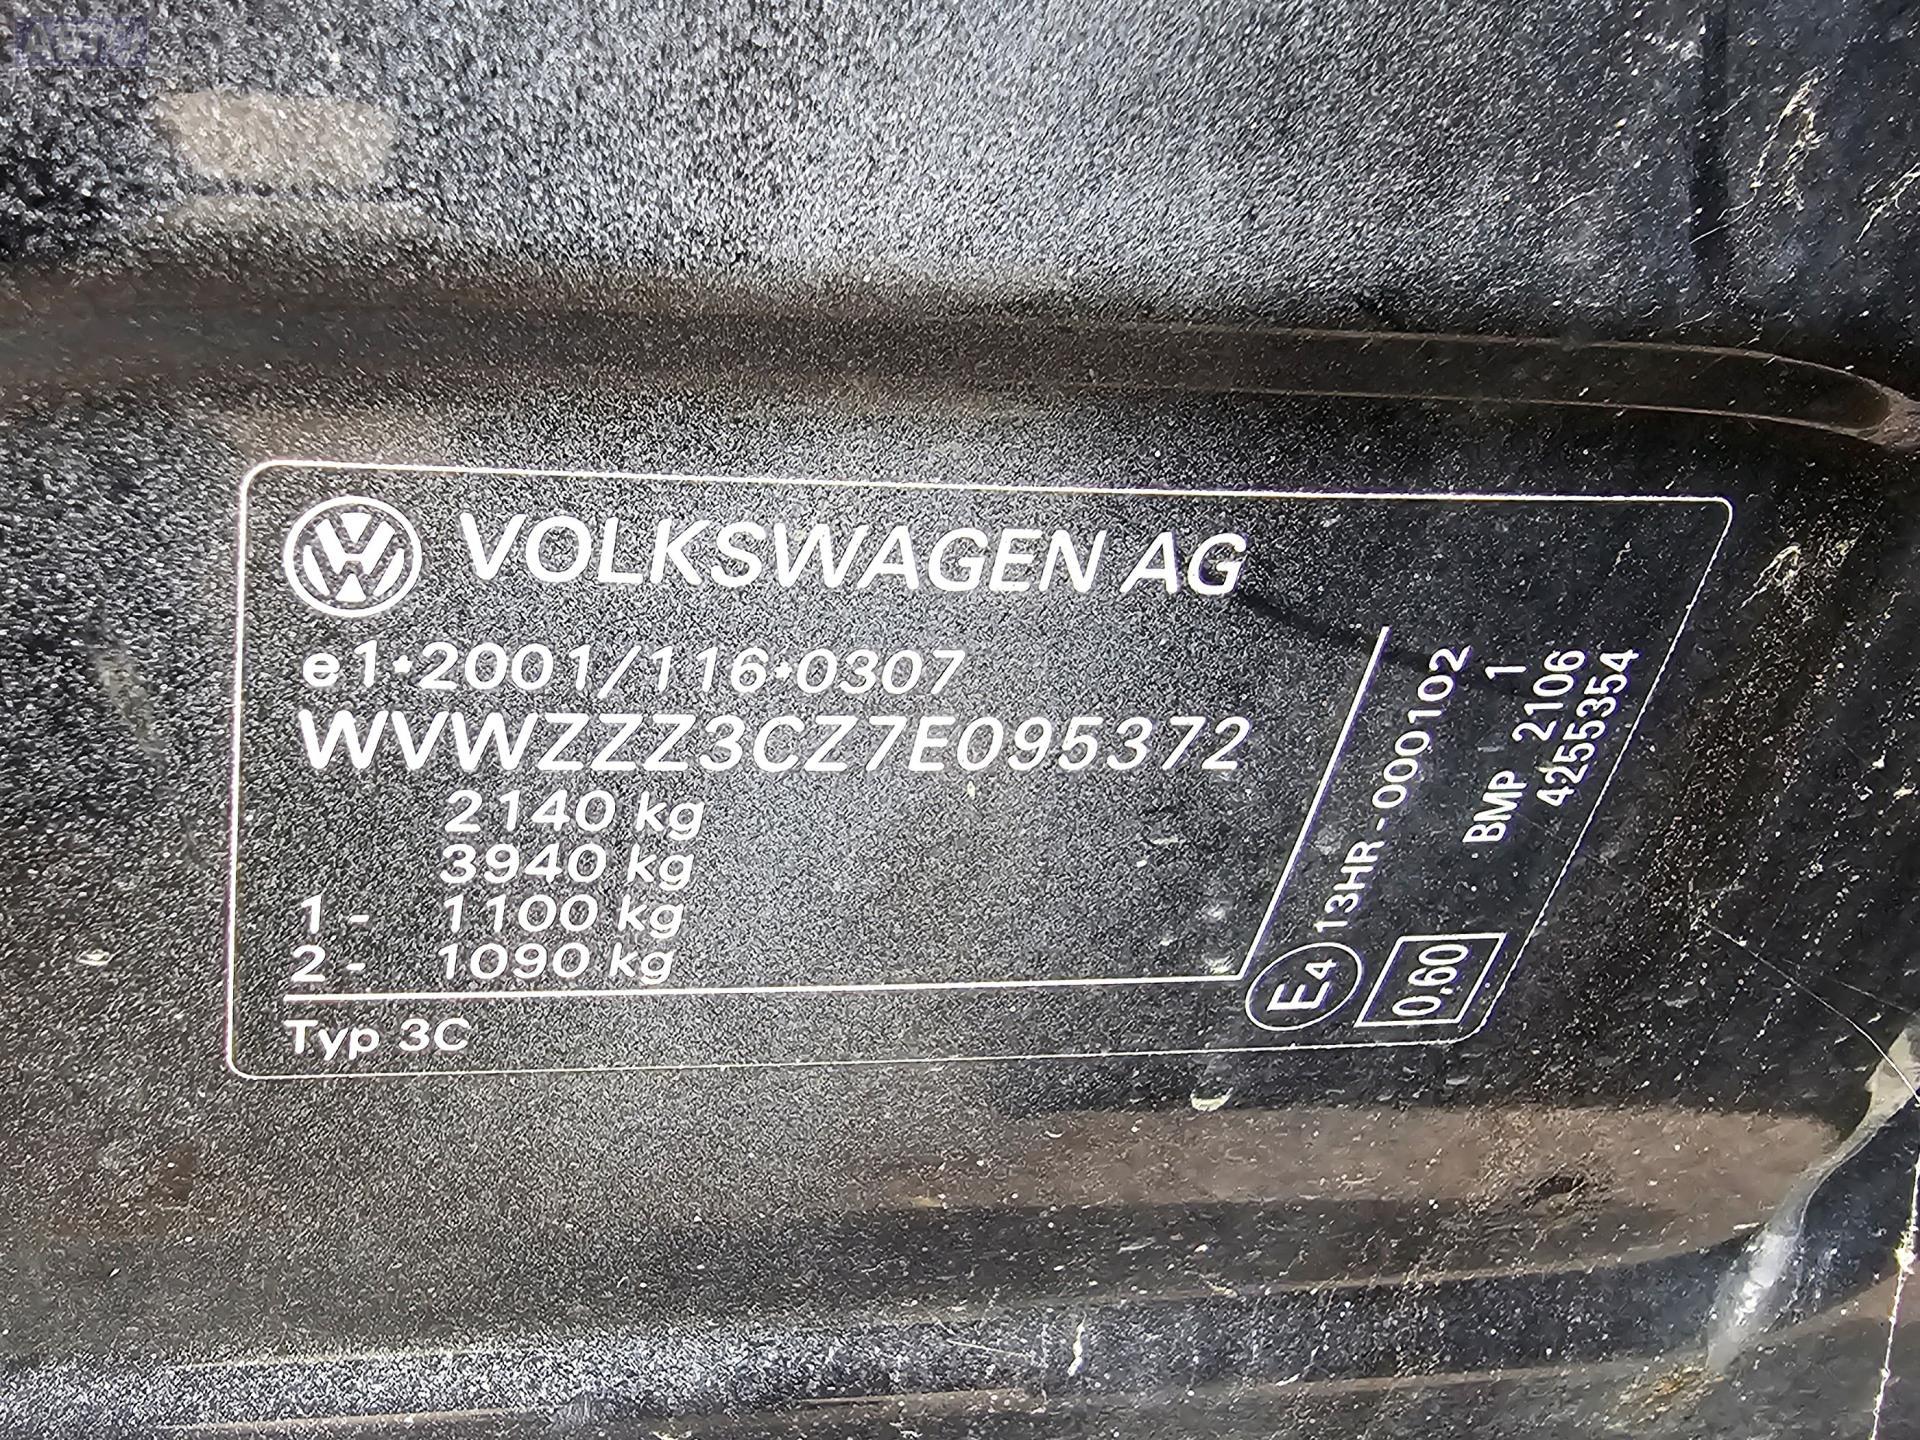 VOLKSWAGEN AG
e1*2001/116*0307
WVWZZZ3CZ7E095372
2140 kg
3940 kg
1 - 1100 kg
2 - 1090 kg
Typ 3C
E4 13HR-000102
0,60
BMP 1
2106
4255354